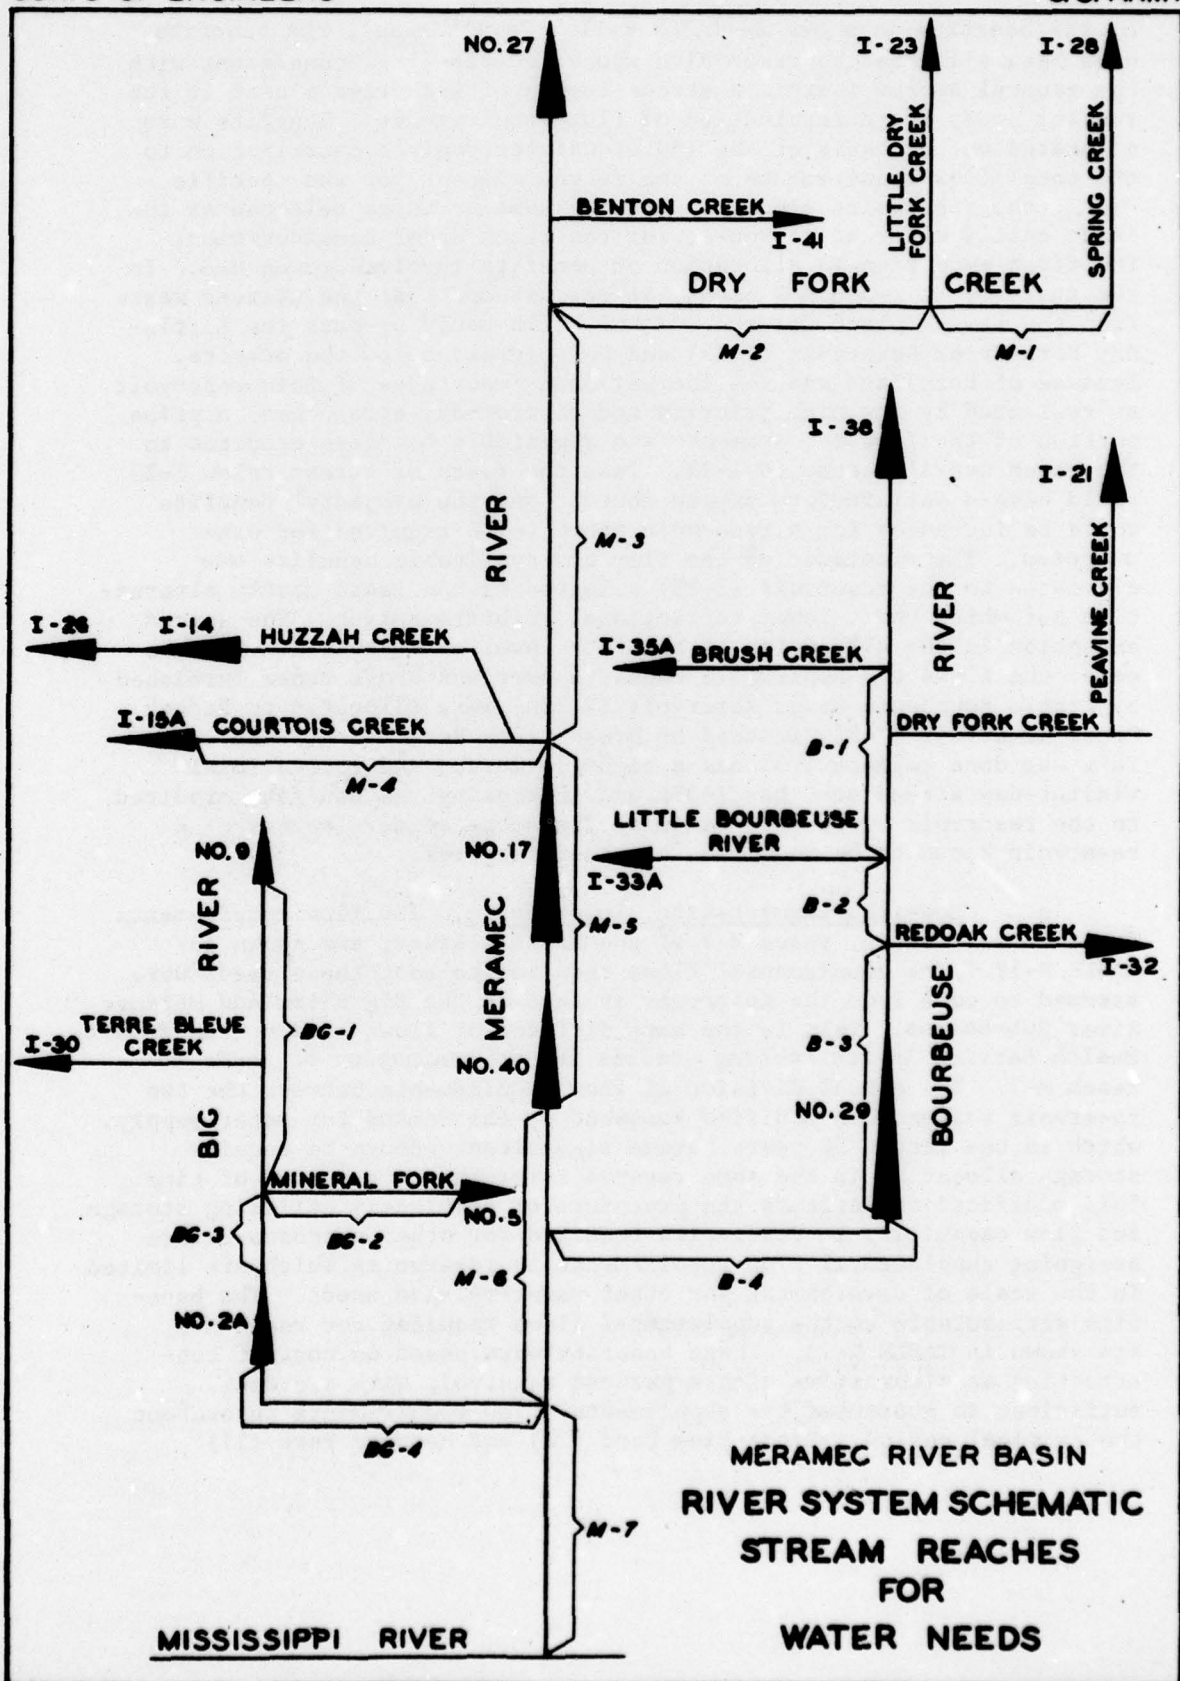 NO.27
I-23
I-28
LITTLE DRY
FORK CREEK
SPRING CREEK
BENTON CREEK
I-41
DRY FORK CREEK
M-2
M-1
I-38
I-21
RIVER
M-3
RIVER
PEAVINE CREEK
I-26
I-14
HUZZAH CREEK
I-35A
BRUSH CREEK
I-15A
COURTOIS CREEK
DRY FORK CREEK
B-1
M-4
LITTLE BOURBEUSE
RIVER
NO.9
NO.17
I-33A
RIVER
MERAMEC
M-5
B-2
REDOAK CREEK
I-32
BOURBEUSE
TERRE BLEUE
CREEK
I-30
BG-1
B-3
NO.40
BIG
NO.29
MINERAL FORK
NO.5
BG-3
BG-2
M-6
B-4
NO.2A
BG-4
M-7
MERAMEC RIVER BASIN
RIVER SYSTEM SCHEMATIC
STREAM REACHES
FOR
WATER NEEDS
MISSISSIPPI RIVER